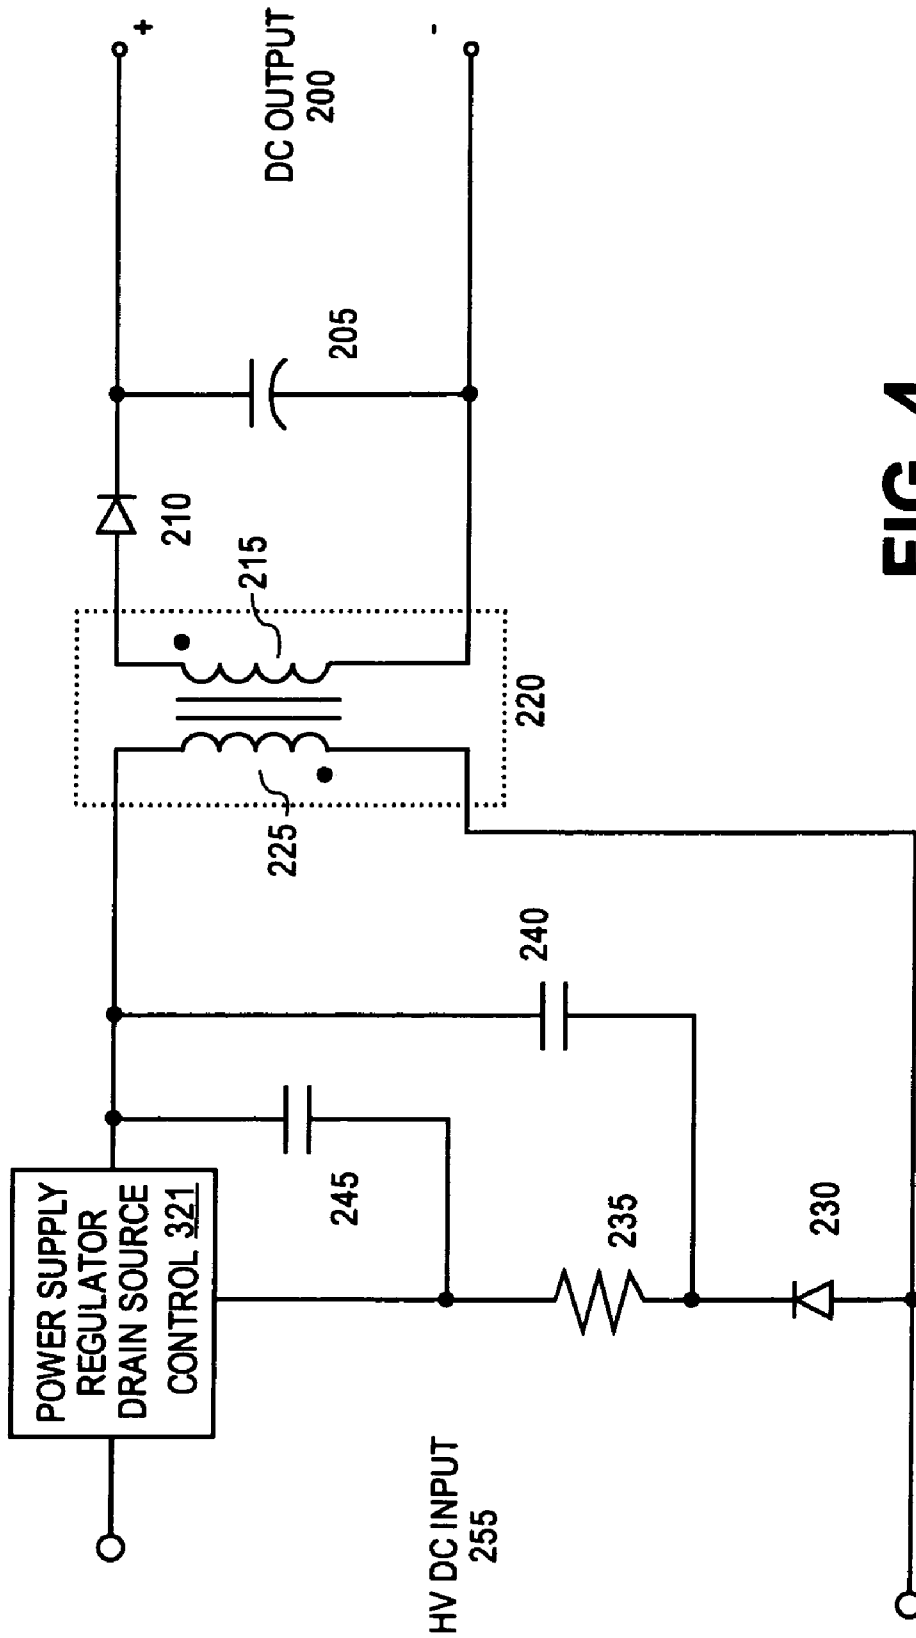 POWER SUPPLY
REGULATOR
DRAIN SOURCE
CONTROL 321
HV DC INPUT
255
245
240
235
230
225
220
215
210
205
DC OUTPUT
200
+
-